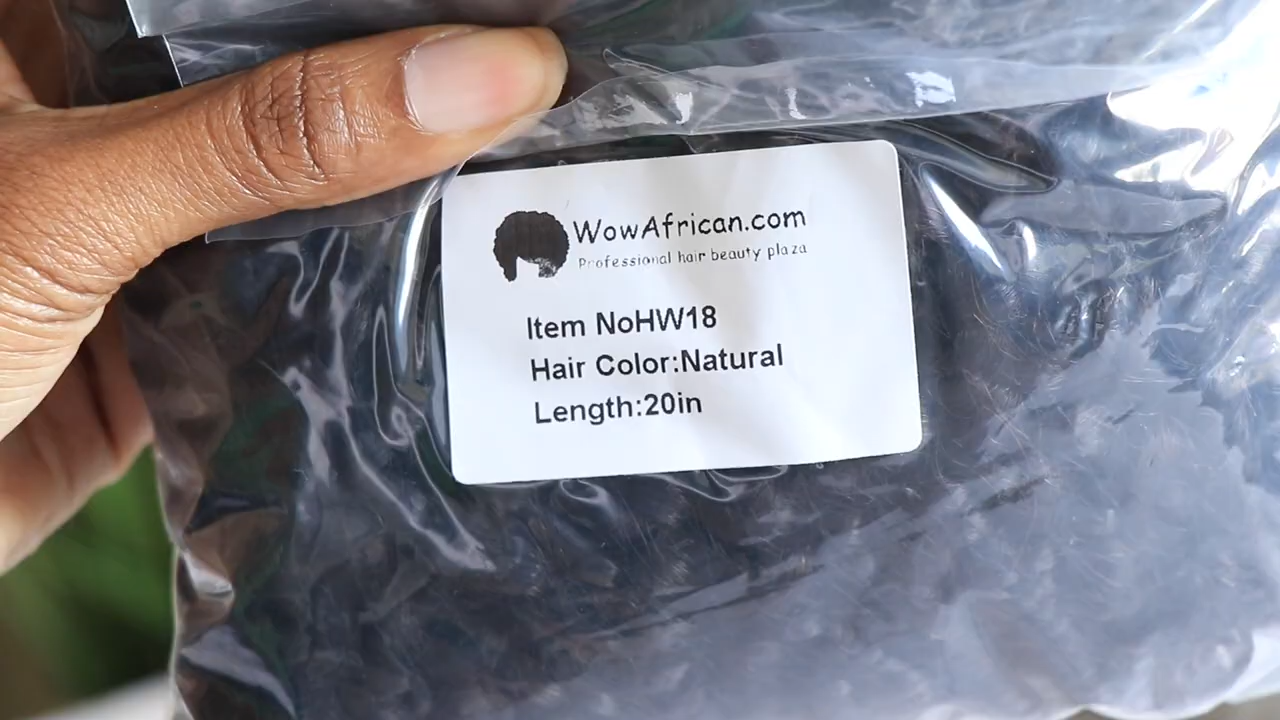 WowAfrican.com
Professional hair beauty plaza
Item NoHW18
Hair Color:Natural
Length:20in